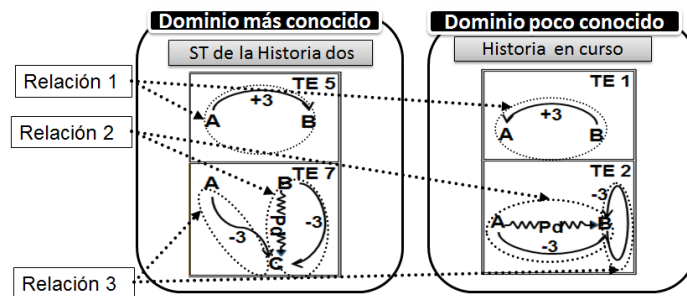 Dominio más conocido
Dominio poco conocido
ST de la Historia dos
Historia en curso
Relación 1
Relación 2
Relación 3
TE 5
+3
A
B
TE 7
A
B
Pd
-3
-3
C
TE 1
+3
A
B
TE 2
-3
A
Pd
B
-3